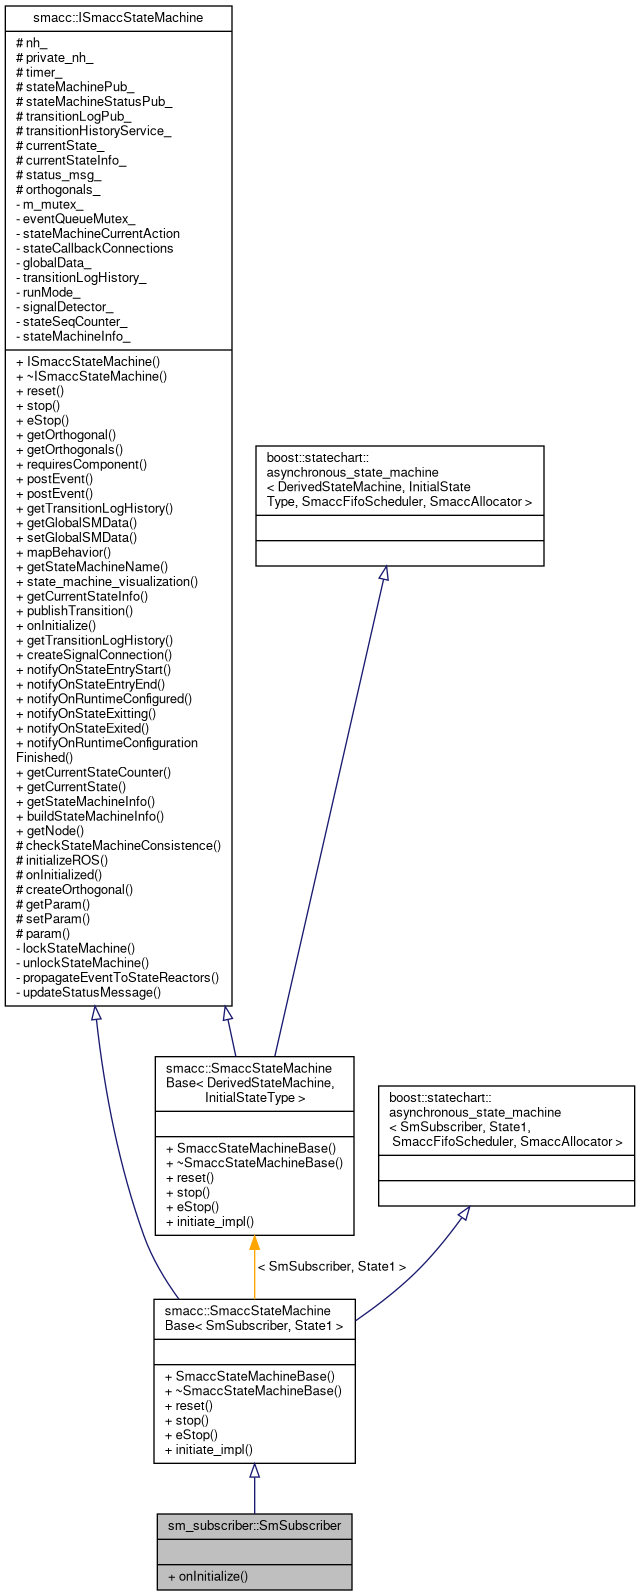 smacc::ISmaccStateMachine
# nh_
# private_nh_
# timer_
# stateMachinePub_
# stateMachineStatusPub_
# transitionLogPub_
# transitionHistoryService_
# currentState_
# currentStateInfo_
# status_msg_
# orthogonals_
- m_mutex_
- eventQueueMutex_
- stateMachineCurrentAction
- stateCallbackConnections
- globalData_
- transitionLogHistory_
- runMode_
- signalDetector_
- stateSeqCounter_
- stateMachineInfo_
+ ISmaccStateMachine()
+ ~ISmaccStateMachine()
+ reset()
+ stop()
+ eStop()
+ getOrthogonal()
+ getOrthogonals()
+ requiresComponent()
+ postEvent()
+ postEvent()
+ getTransitionLogHistory()
+ getGlobalSMData()
+ setGlobalSMData()
+ mapBehavior()
+ getStateMachineName()
+ state_machine_visualization()
+ getCurrentStateInfo()
+ publishTransition()
+ onInitialize()
+ getTransitionLogHistory()
+ createSignalConnection()
+ notifyOnStateEntryStart()
+ notifyOnStateEntryEnd()
+ notifyOnRuntimeConfigured()
+ notifyOnStateExitting()
+ notifyOnStateExited()
+ notifyOnRuntimeConfiguration
Finished()
+ getCurrentStateCounter()
+ getCurrentState()
+ getStateMachineInfo()
+ buildStateMachineInfo()
+ getNode()
# checkStateMachineConsistence()
# initializeROS()
# onInitialized()
# createOrthogonal()
# getParam()
# setParam()
# param()
- lockStateMachine()
- unlockStateMachine()
- propagateEventToStateReactors()
- updateStatusMessage()
boost::statechart::
asynchronous_state_machine
< DerivedStateMachine, InitialState
Type, SmaccFifoScheduler, SmaccAllocator >
smacc::SmaccStateMachine
Base< DerivedStateMachine,
InitialStateType >
+ SmaccStateMachineBase()
+ ~SmaccStateMachineBase()
+ reset()
+ stop()
+ eStop()
+ initiate_impl()
boost::statechart::
asynchronous_state_machine
< SmSubscriber, State1,
SmaccFifoScheduler, SmaccAllocator >
< SmSubscriber, State1 >
smacc::SmaccStateMachine
Base< SmSubscriber, State1 >
+ SmaccStateMachineBase()
+ ~SmaccStateMachineBase()
+ reset()
+ stop()
+ eStop()
+ initiate_impl()
sm_subscriber::SmSubscriber
+ onInitialize()